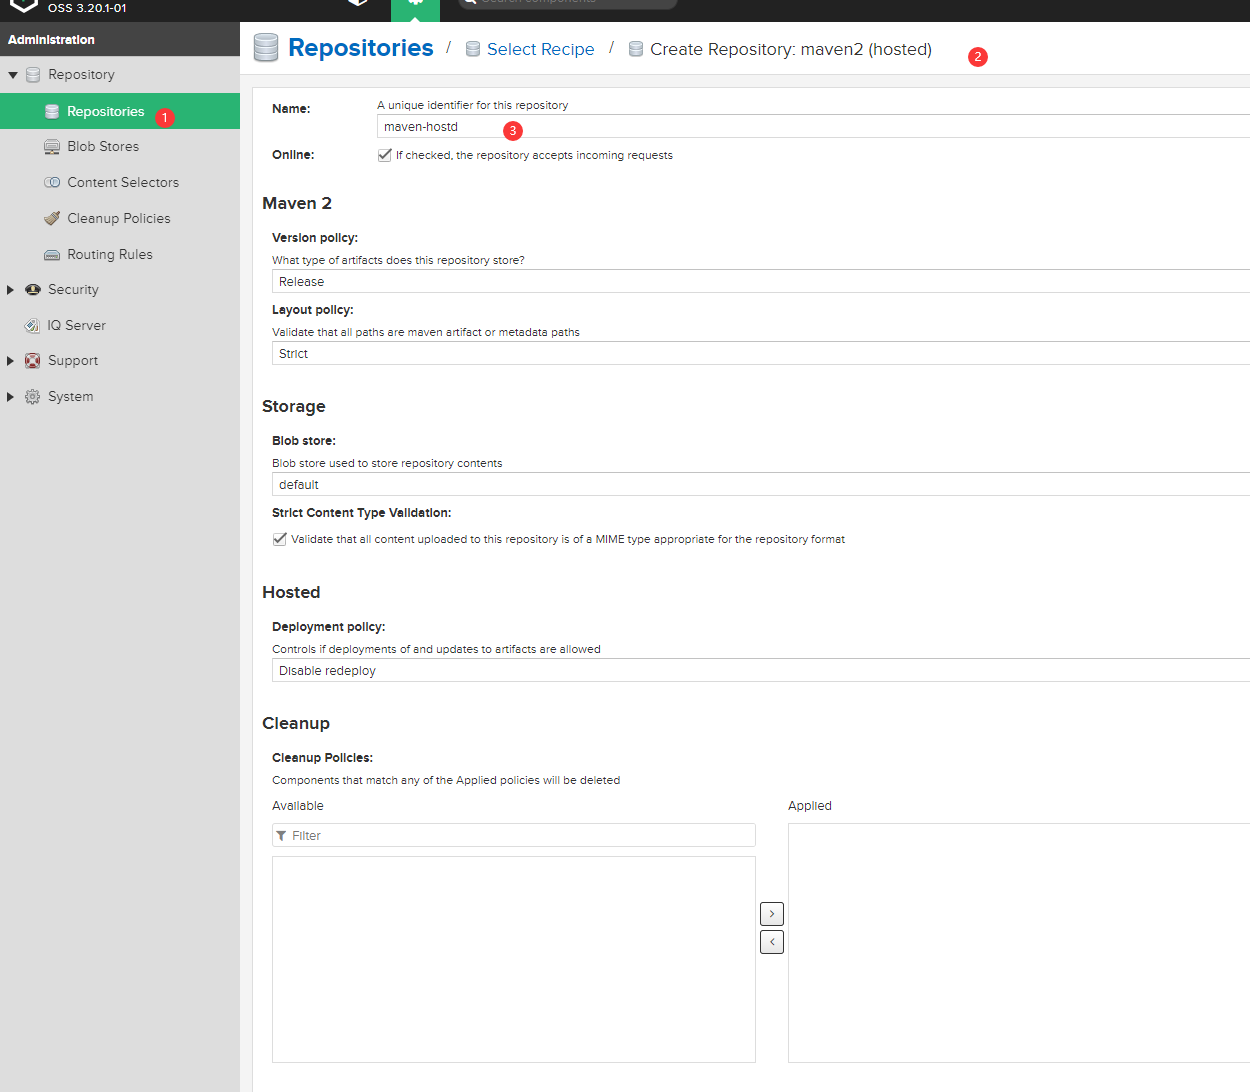 OSS 3.20.1-01
Search components
Administration
Repositories / Select Recipe / Create Repository: maven2 (hosted) 2
Repository
Repositories 1
Blob Stores
Content Selectors
Cleanup Policies
Routing Rules
Security
IQ Server
Support
System
Name:
A unique identifier for this repository
maven-hostd 3
Online:
If checked, the repository accepts incoming requests
Maven 2
Version policy:
What type of artifacts does this repository store?
Release
Layout policy:
Validate that all paths are maven artifact or metadata paths
Strict
Storage
Blob store:
Blob store used to store repository contents
default
Strict Content Type Validation:
Validate that all content uploaded to this repository is of a MIME type appropriate for the repository format
Hosted
Deployment policy:
Controls if deployments of and updates to artifacts are allowed
Disable redeploy
Cleanup
Cleanup Policies:
Components that match any of the Applied policies will be deleted
Available
Applied
Filter
>
<